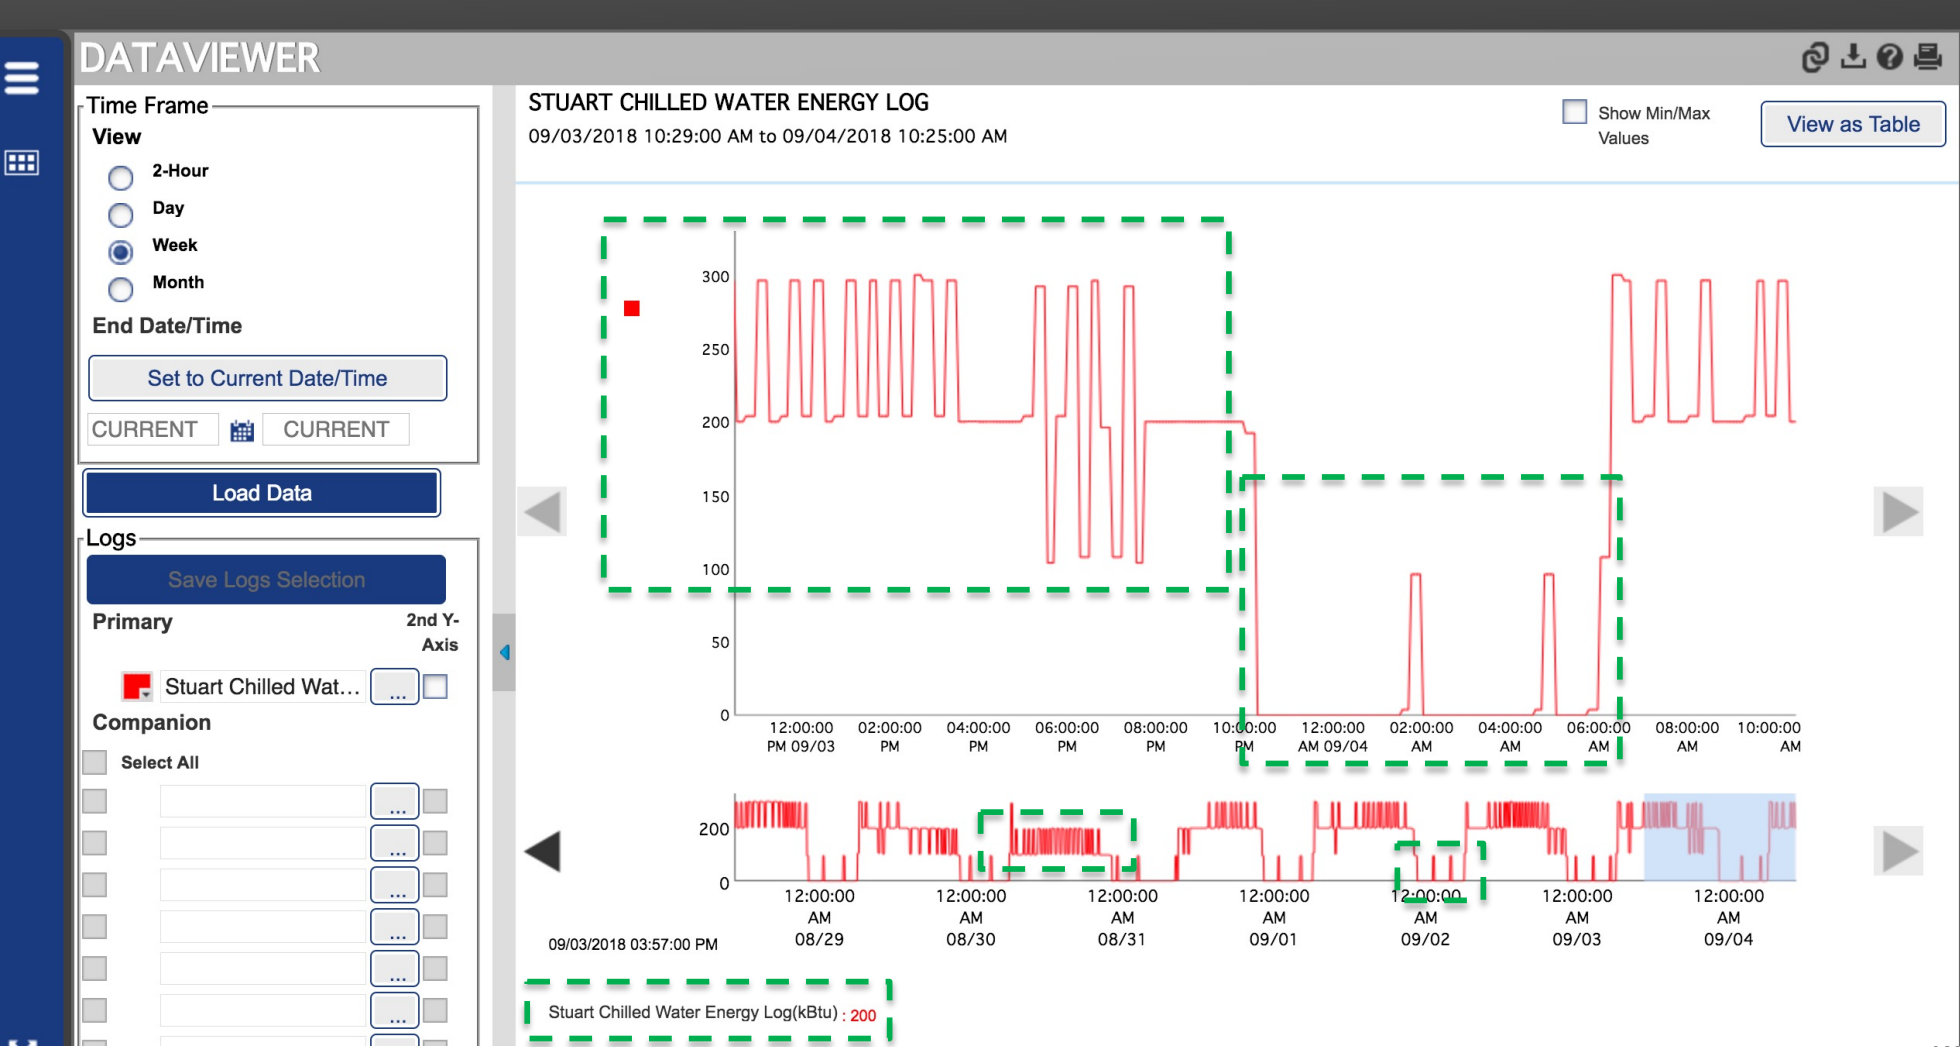 DATAVIEWER
Time Frame
View
2-Hour
Day
Week
Month
End Date/Time
Set to Current Date/Time
CURRENT CURRENT
Load Data
Logs
Save Logs Selection
Primary
2nd Y-
Axis
Stuart Chilled Wat... ...
Companion
Select All
...
...
...
...
...
...
STUART CHILLED WATER ENERGY LOG
09/03/2018 10:29:00 AM to 09/04/2018 10:25:00 AM
Show Min/Max
Values
View as Table
300
250
200
150
100
50
0
12:00:00 02:00:00 04:00:00 06:00:00 08:00:00 10:00:00 12:00:00 02:00:00 04:00:00 06:00:00 08:00:00 10:00:00
PM 09/03 PM PM PM PM PM AM 09/04 AM AM AM AM AM
200
0
12:00:00 12:00:00 12:00:00 12:00:00 12:00:00 12:00:00 12:00:00
AM AM AM AM AM AM AM
08/29 08/30 08/31 09/01 09/02 09/03 09/04
09/03/2018 03:57:00 PM
Stuart Chilled Water Energy Log(kBtu) : 200